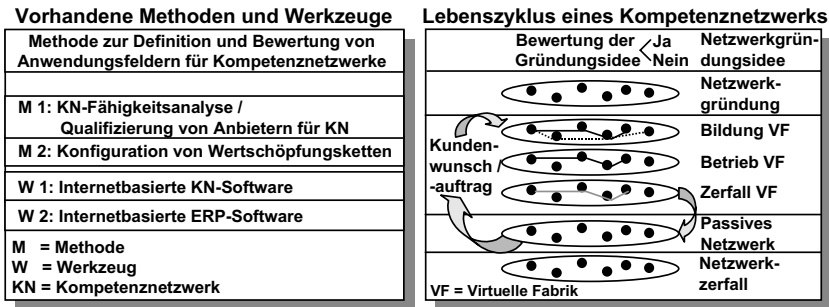 Vorhandene Methoden und Werkzeuge
Methode zur Definition und Bewertung von
Anwendungsfeldern für Kompetenznetzwerke
M 1: KN-Fähigkeitsanalyse /
Qualifizierung von Anbietern für KN
M 2: Konfiguration von Wertschöpfungsketten
W 1: Internetbasierte KN-Software
W 2: Internetbasierte ERP-Software
M = Methode
W = Werkzeug
KN = Kompetenznetzwerk
Lebenszyklus eines Kompetenznetzwerks
Bewertung der
Gründungsidee
Ja
Nein
Netzwerkgrün-
dungsidee
Netzwerk-
gründung
Bildung VF
Kunden-
wunsch /
-auftrag
Betrieb VF
Zerfall VF
Passives
Netzwerk
Netzwerk-
zerfall
VF = Virtuelle Fabrik